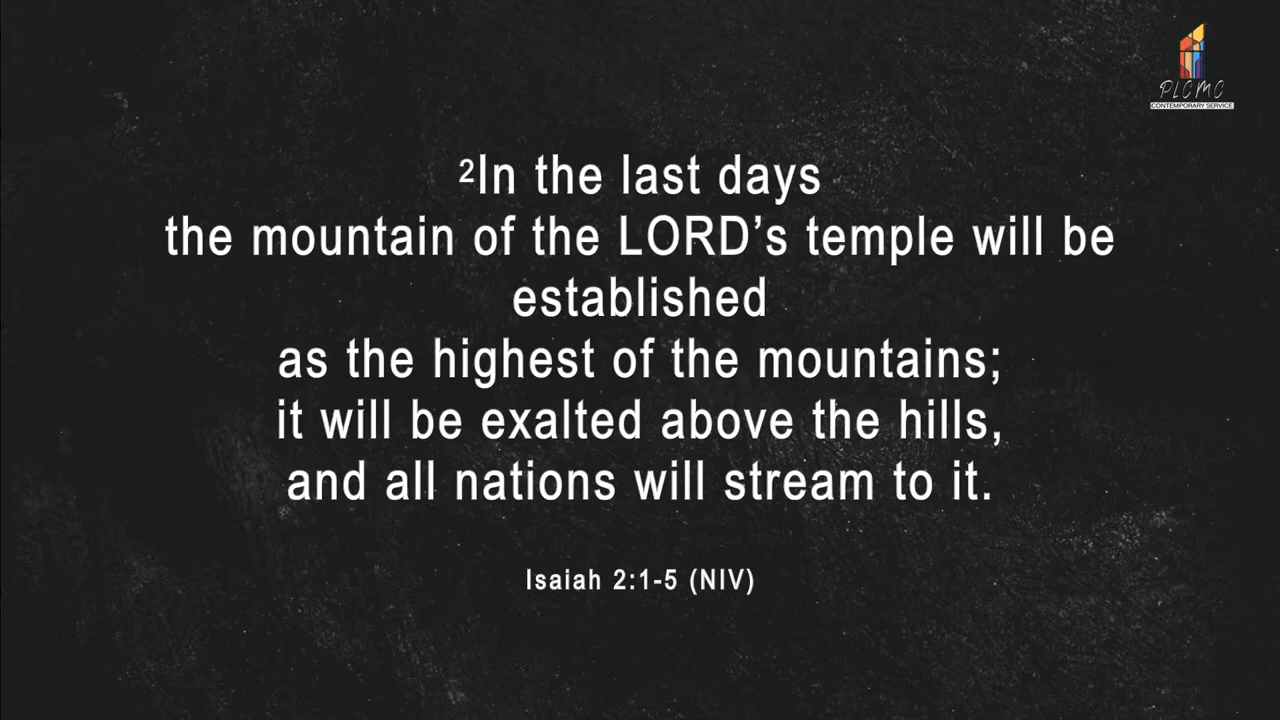 PLCMC
CONTEMPORARY SERVICE
²In the last days
the mountain of the LORD’s temple will be
established
as the highest of the mountains;
it will be exalted above the hills,
and all nations will stream to it.
Isaiah 2:1-5 (NIV)